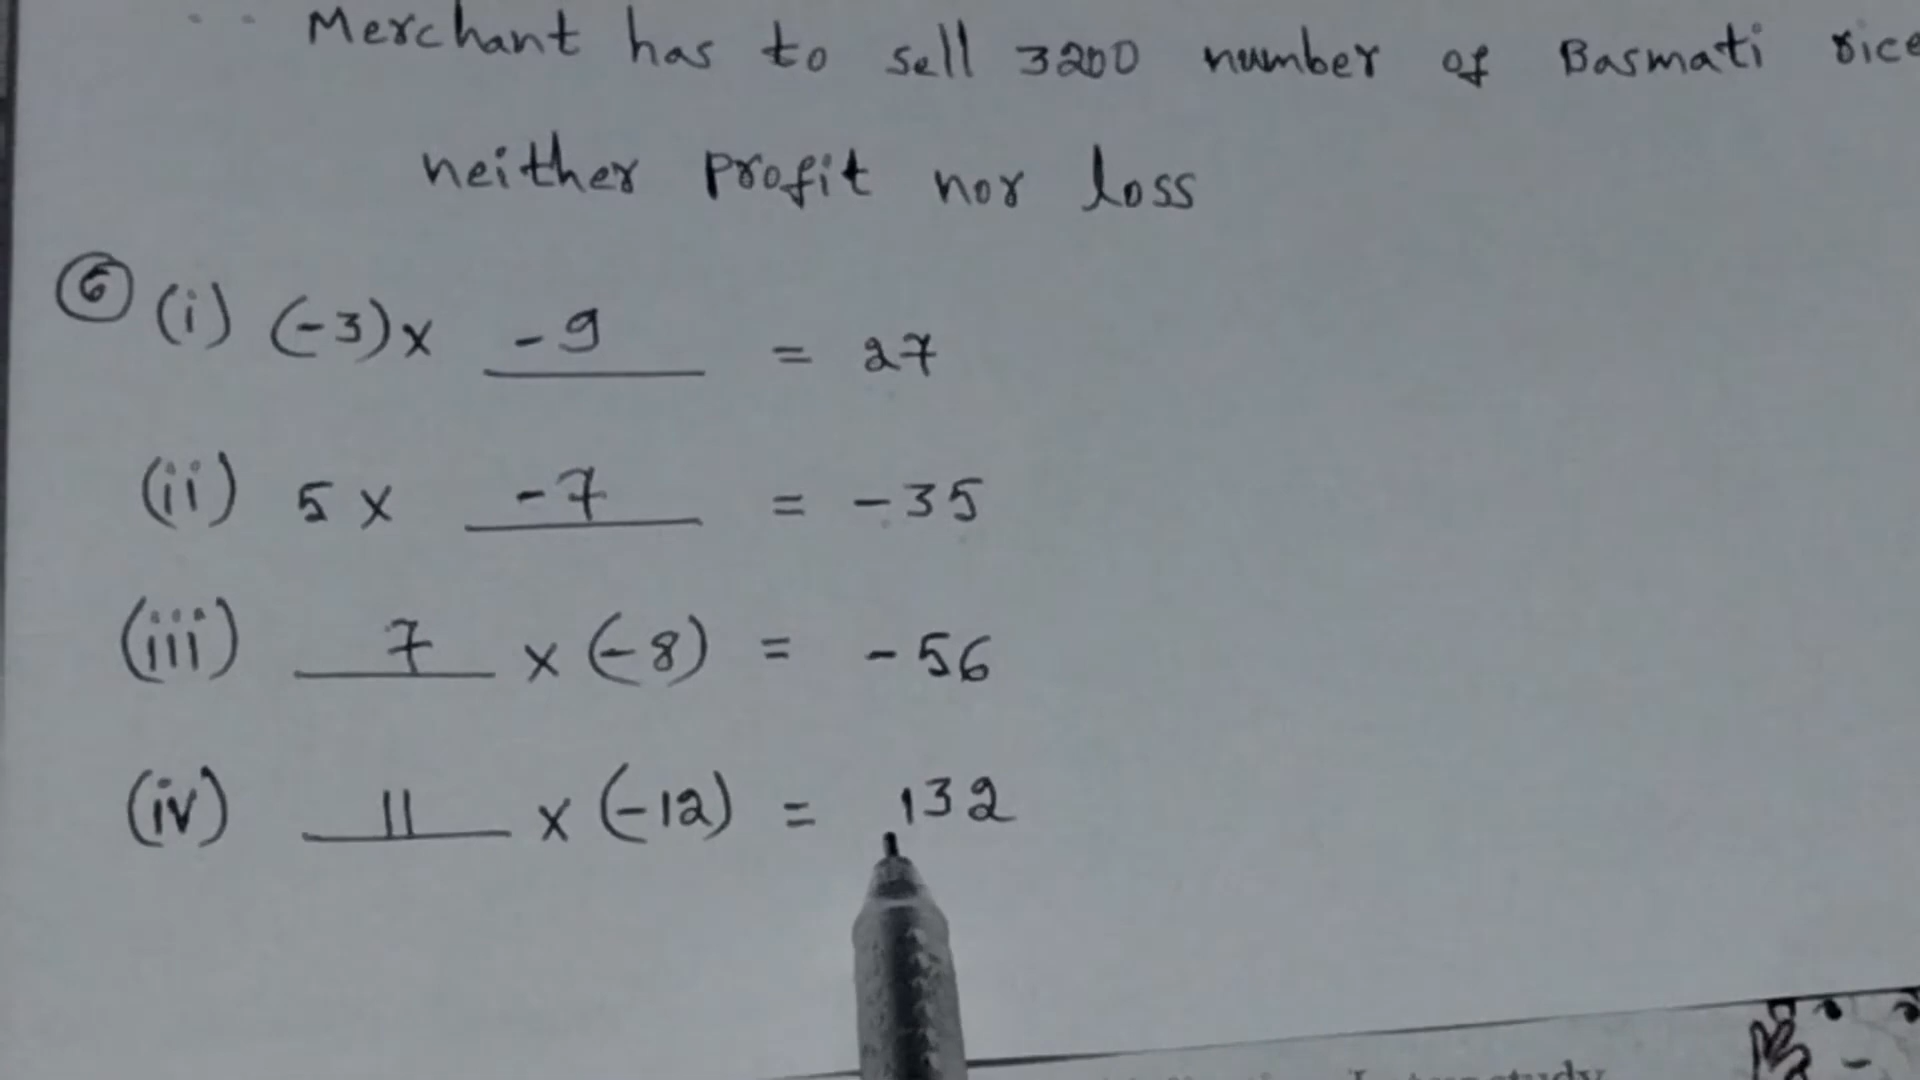 Merchant has to sell 3200 number of Basmati rice
neither profit nor loss
6 (i) (-3) x -9 = 27
(ii) 5 x -7 = -35
(iii) 7 x (-8) = -56
(iv) 11 x (-12) = 132